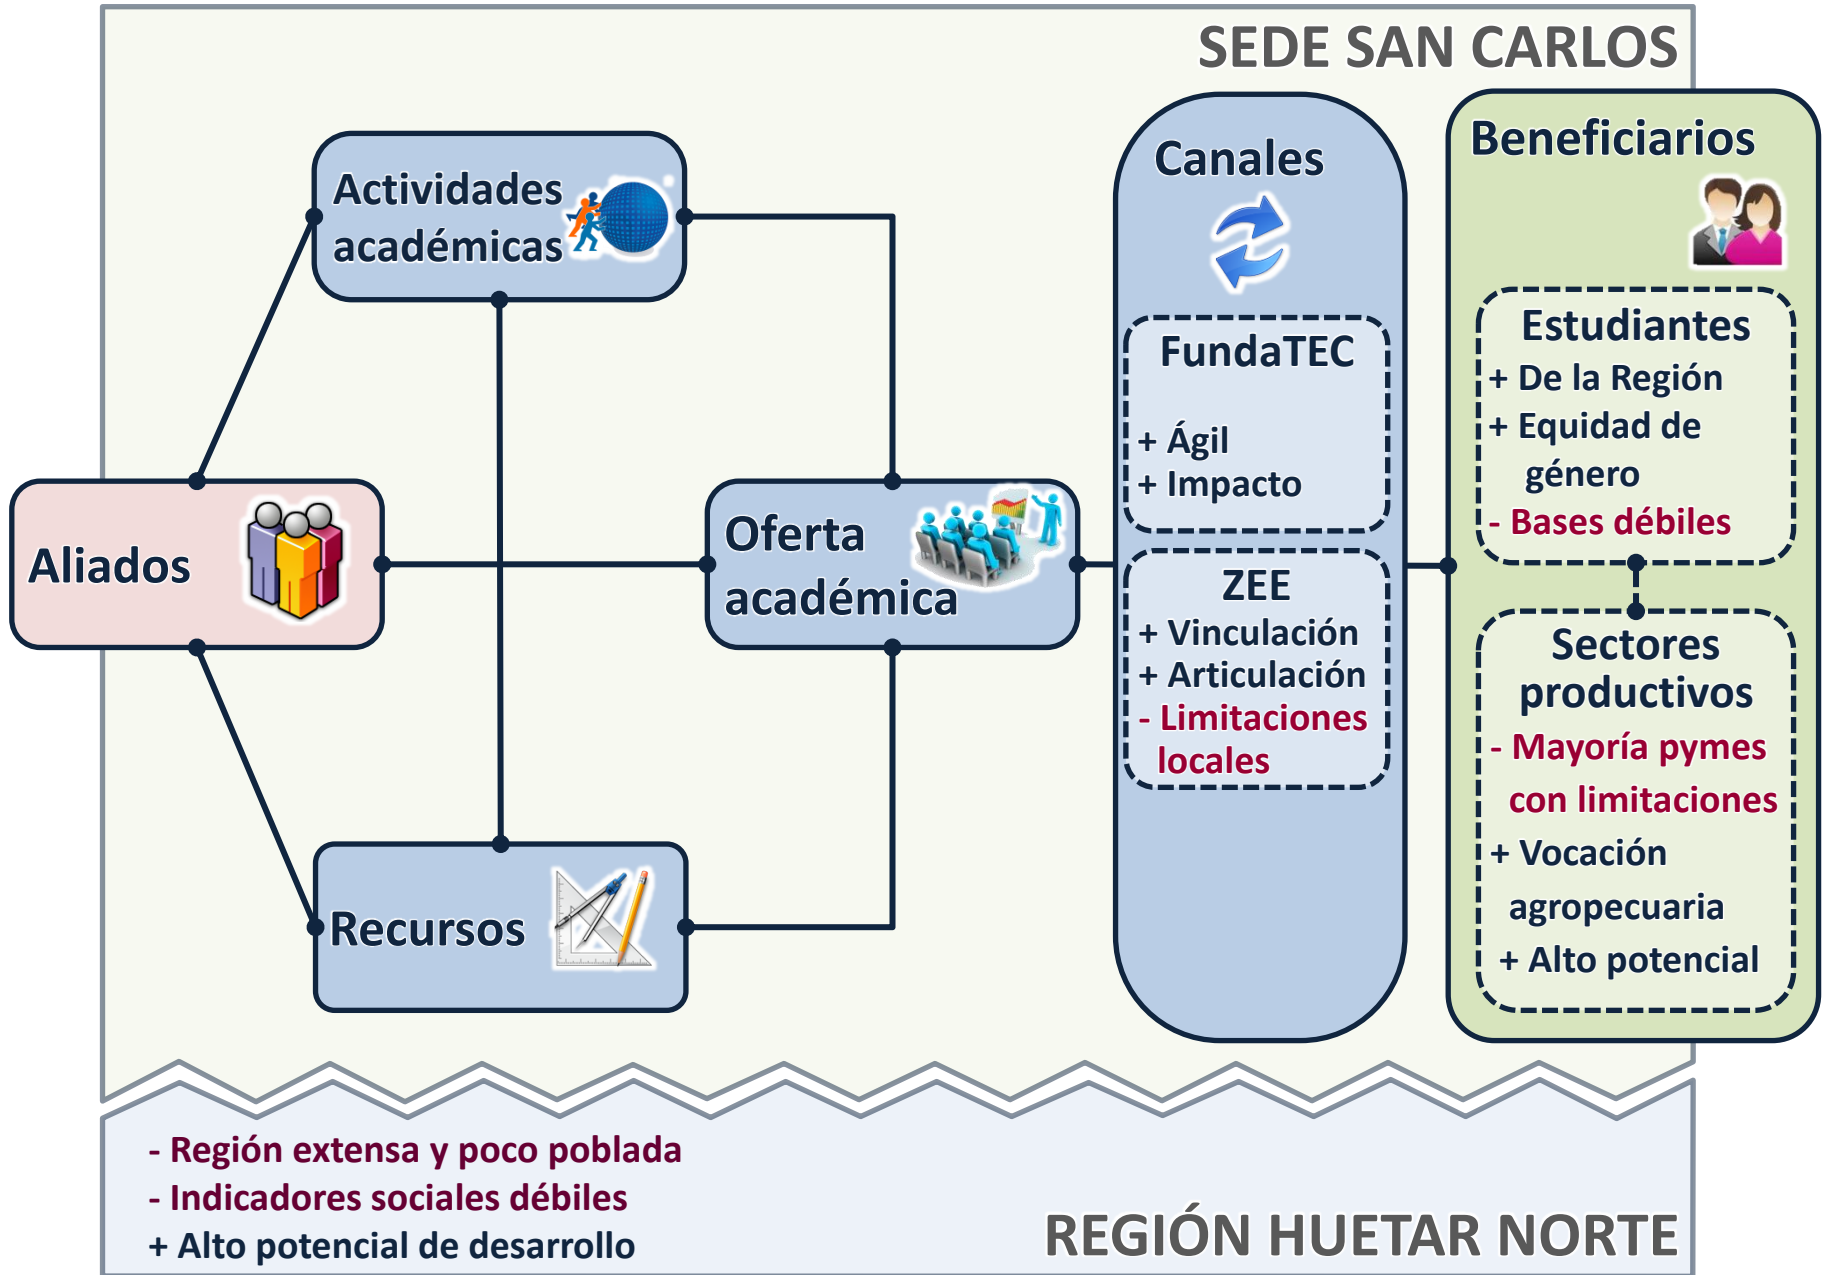 SEDE SAN CARLOS
Actividades
académicas
Aliados
Oferta
académica
Recursos
Canales
FundaTEC
+ Ágil
+ Impacto
ZEE
+ Vinculación
+ Articulación
- Limitaciones
locales
Beneficiarios
Estudiantes
+ De la Región
+ Equidad de
género
- Bases débiles
Sectores
productivos
- Mayoría pymes
con limitaciones
+ Vocación
agropecuaria
+ Alto potencial
- Región extensa y poco poblada
- Indicadores sociales débiles
+ Alto potencial de desarrollo
REGIÓN HUETAR NORTE